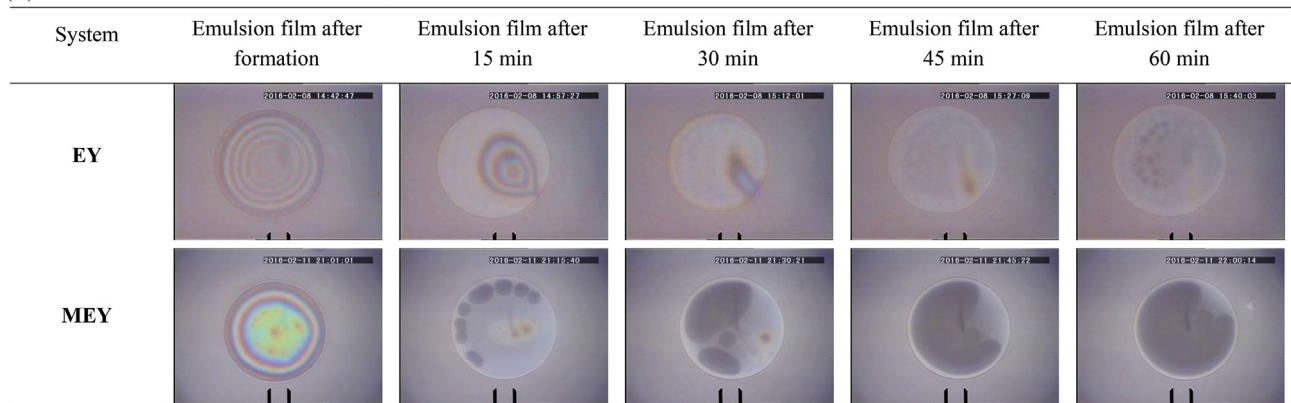 System
Emulsion film after
formation
Emulsion film after
15 min
Emulsion film after
30 min
Emulsion film after
45 min
Emulsion film after
60 min
EY
2016-02-08 14:42:47
2016-02-08 14:57:27
2016-02-08 15:12:01
2016-02-08 15:27:09
2016-02-08 15:40:03
MEY
2016-02-11 21:01:01
2016-02-11 21:15:40
2016-02-11 21:30:21
2016-02-11 21:45:22
2016-02-11 22:00:14